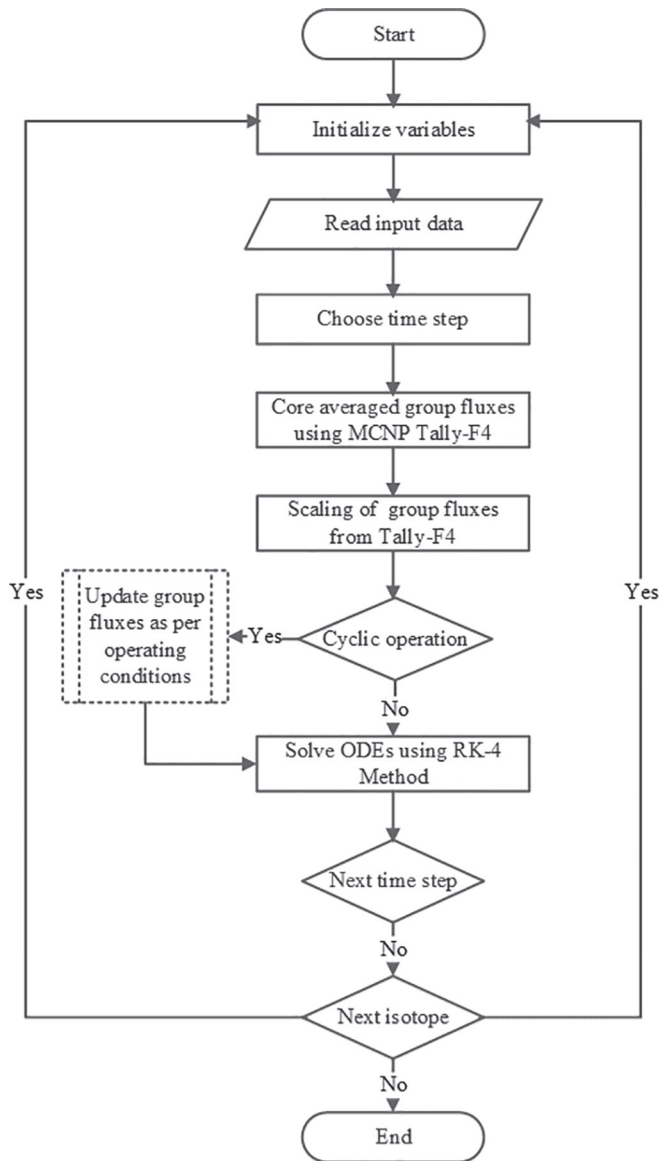 Start
Initialize variables
Read input data
Choose time step
Core averaged group fluxes
using MCNP Tally-F4
Scaling of group fluxes
from Tally-F4
Yes
Update group
fluxes as per
operating
conditions
Yes
Cyclic operation
Yes
No
Solve ODEs using RK-4
Method
Next time step
No
Next isotope
No
End